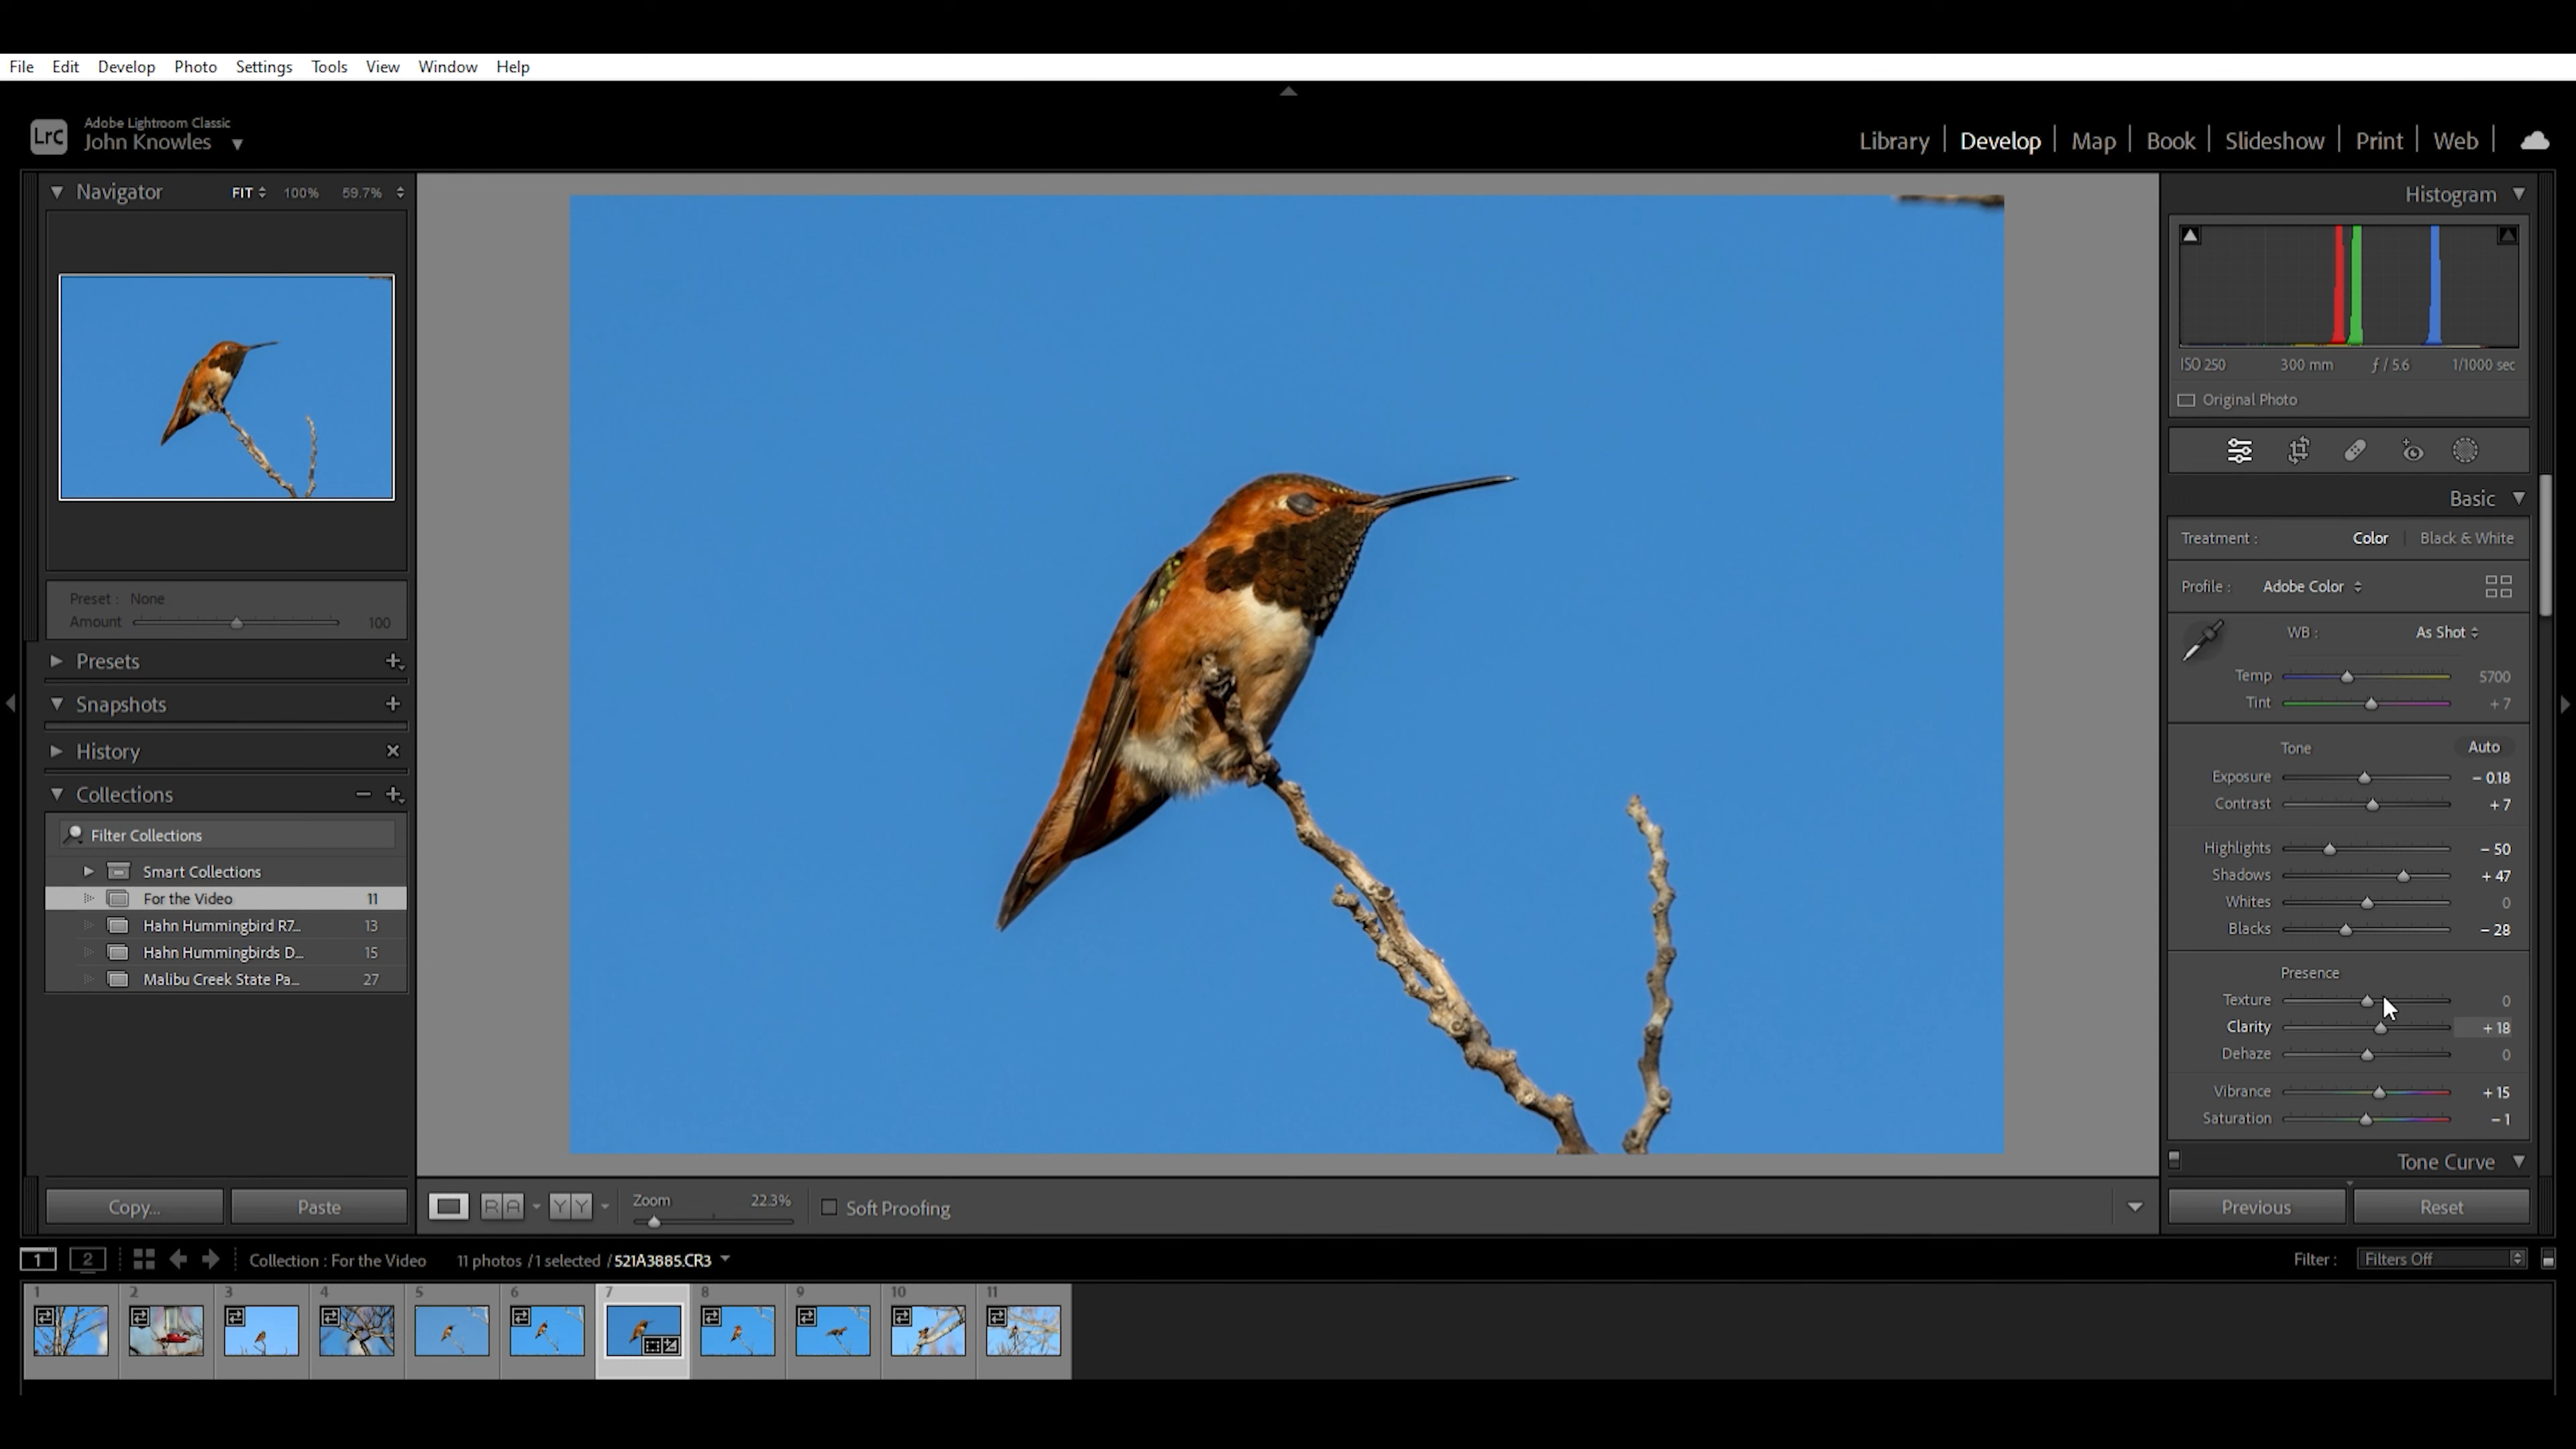 File Edit Develop Photo Settings Tools View Window Help
LrC
Adobe Lightroom Classic
John Knowles
Library Develop Map Book Slideshow Print Web
Navigator FIT 100% 59.7%
Preset : None
Amount 100
Presets
Snapshots
History
Collections
Filter Collections
Smart Collections
For the Video 11
Hahn Hummingbird R7... 13
Hahn Hummingbirds D... 15
Malibu Creek State Pa... 27
Copy... Paste
Histogram
ISO 250 300 mm ƒ / 5.6 1/1000 sec
Original Photo
Basic
Treatment : Color Black & White
Profile : Adobe Color
WB : As Shot
Temp 5700
Tint + 7
Tone Auto
Exposure − 0.18
Contrast + 7
Highlights − 50
Shadows + 47
Whites 0
Blacks − 28
Presence
Texture 0
Clarity + 18
Dehaze 0
Vibrance + 15
Saturation − 1
Tone Curve
Previous Reset
R A Y Y Zoom 22.3% Soft Proofing
1 2 Collection : For the Video 11 photos / 1 selected / 521A3885.CR3 Filter : Filters Off
1 2 3 4 5 6 7 8 9 10 11